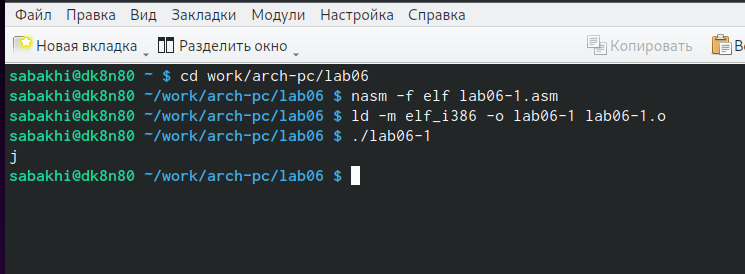 Файл Правка Вид Закладки Модули Настройка Справка
Новая вкладка Разделить окно Копировать Вс
sabakhi@dk8n80 ~ $ cd work/arch-pc/lab06
sabakhi@dk8n80 ~/work/arch-pc/lab06 $ nasm -f elf lab06-1.asm
sabakhi@dk8n80 ~/work/arch-pc/lab06 $ ld -m elf_i386 -o lab06-1 lab06-1.o
sabakhi@dk8n80 ~/work/arch-pc/lab06 $ ./lab06-1
j
sabakhi@dk8n80 ~/work/arch-pc/lab06 $